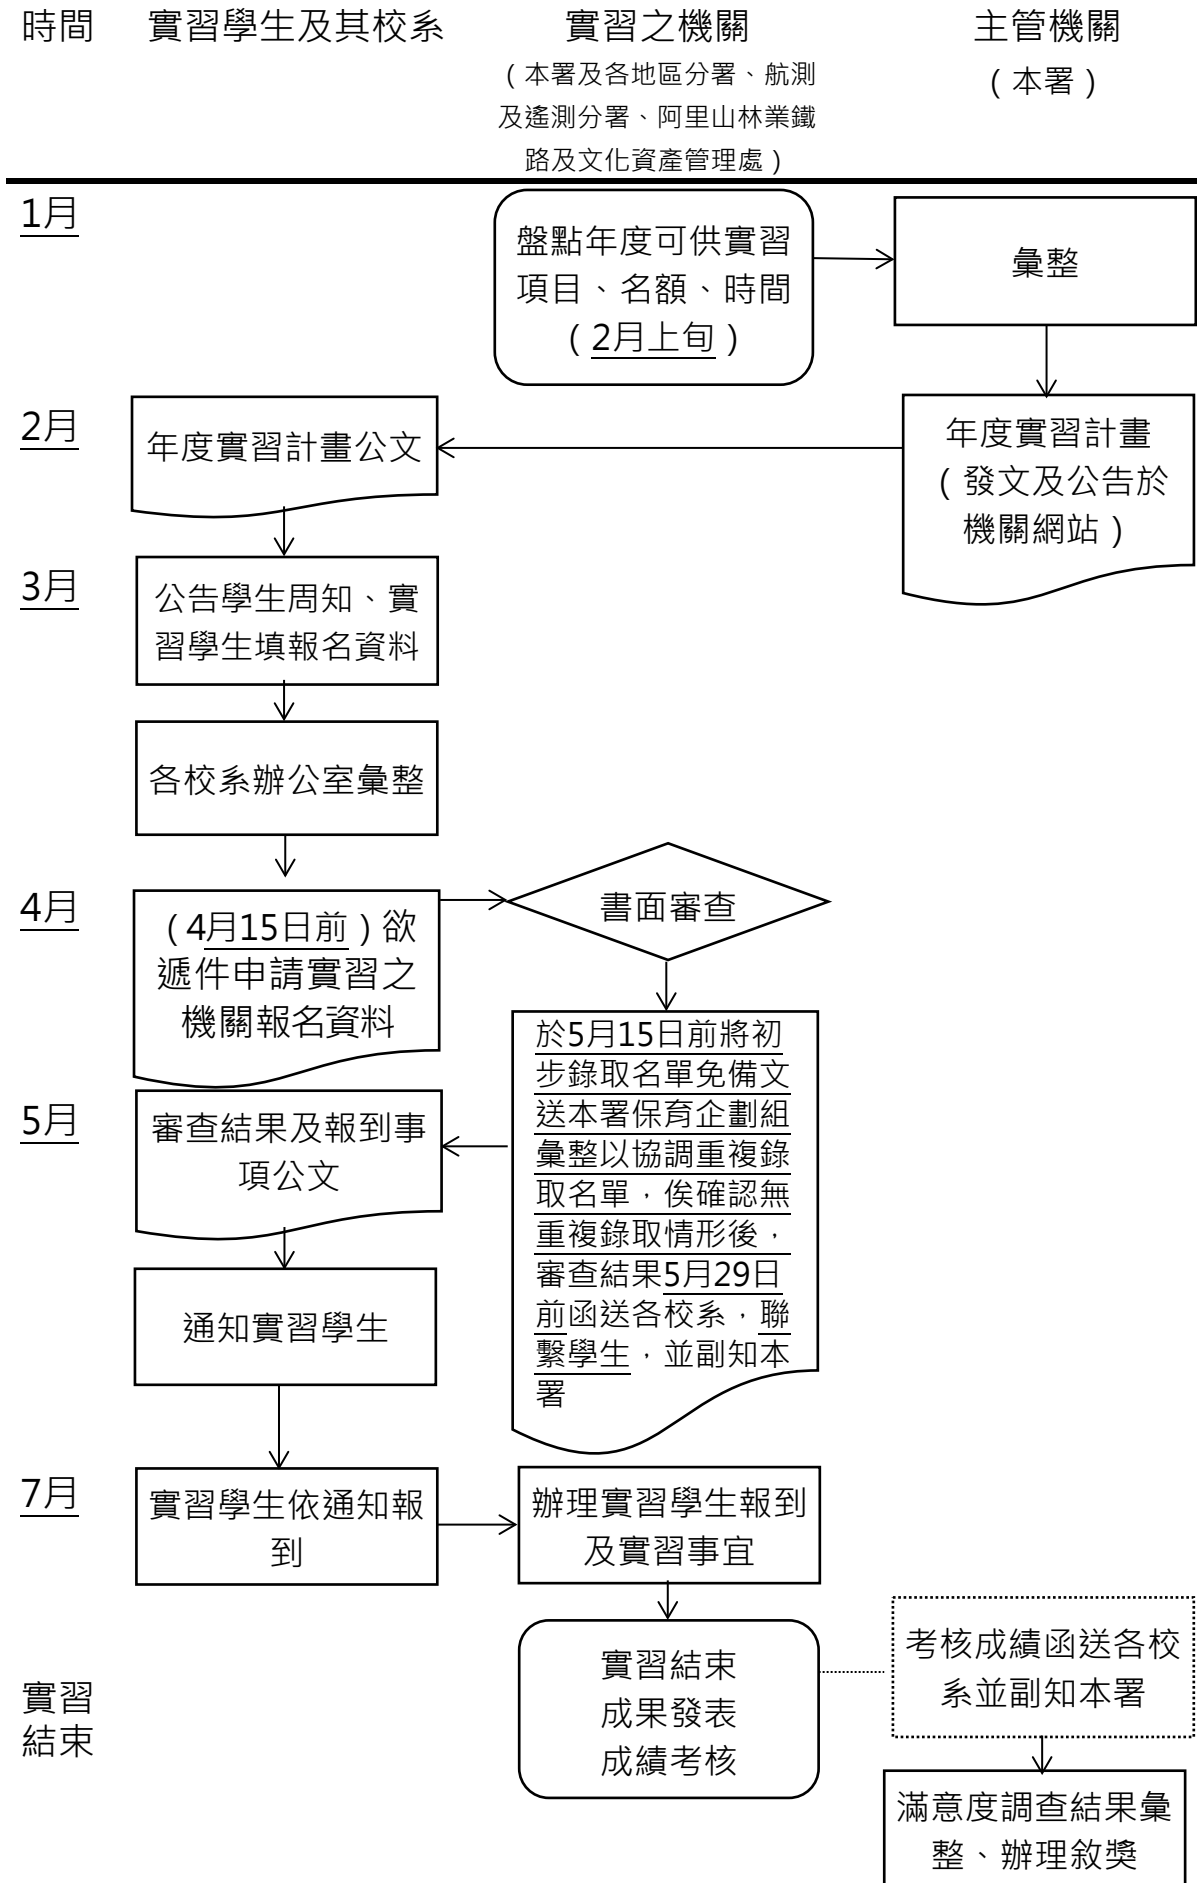 時間
實習學生及其校系
實習之機關
（本署及各地區分署、航測
及遙測分署、阿里山林業鐵
路及文化資產管理處）
主管機關
（本署）
1月
盤點年度可供實習
項目、名額、時間
（2月上旬）
彙整
2月
年度實習計畫公文
年度實習計畫
（發文及公告於
機關網站）
3月
公告學生周知、實
習學生填報名資料
各校系辦公室彙整
4月
（4月15日前）欲
遞件申請實習之
機關報名資料
書面審查
於5月15日前將初
步錄取名單免備文
送本署保育企劃組
彙整以協調重複錄
取名單，俟確認無
重複錄取情形後，
審查結果5月29日
前函送各校系，聯
繫學生，並副知本
署
5月
審查結果及報到事
項公文
通知實習學生
7月
實習學生依通知報
到
辦理實習學生報到
及實習事宜
實習
結束
實習結束
成果發表
成績考核
考核成績函送各校
系並副知本署
滿意度調查結果彙
整、辦理敘獎